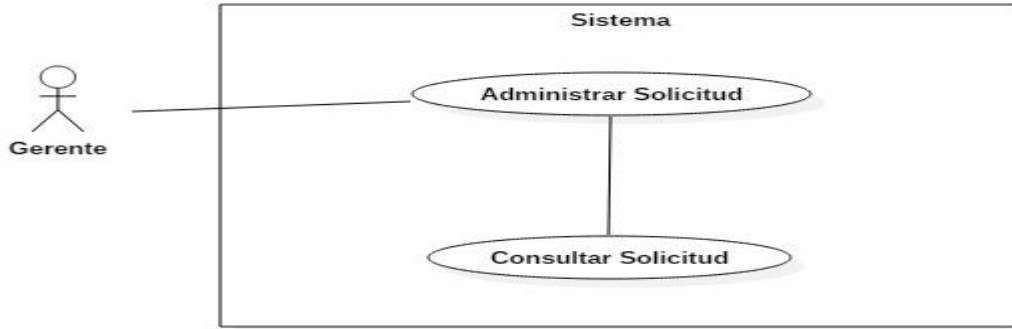 Sistema
Administrar Solicitud
Gerente
Consultar Solicitud